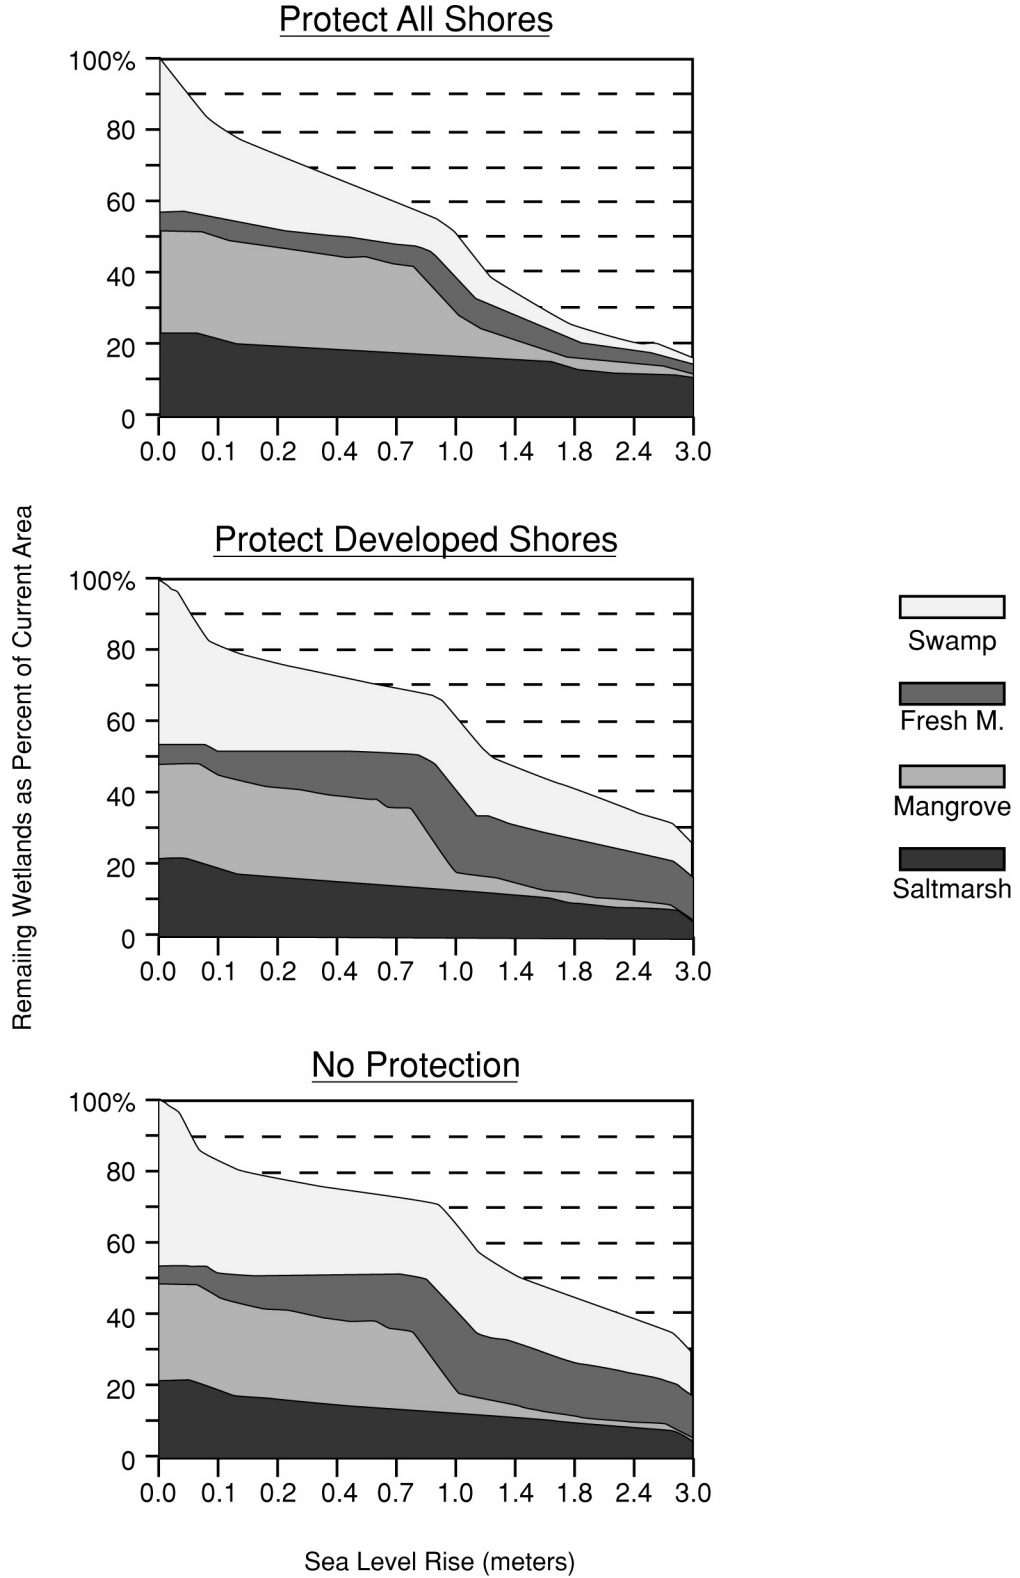 Protect All Shores
100%
80
60
40
20
0
0.0 0.1 0.2 0.4 0.7 1.0 1.4 1.8 2.4 3.0
Remaiing Wetlands as Percent of Current Area
Protect Developed Shores
100%
80
60
40
20
0
0.0 0.1 0.2 0.4 0.7 1.0 1.4 1.8 2.4 3.0
Swamp
Fresh M.
Mangrove
Saltmarsh
No Protection
100%
80
60
40
20
0
0.0 0.1 0.2 0.4 0.7 1.0 1.4 1.8 2.4 3.0
Sea Level Rise (meters)